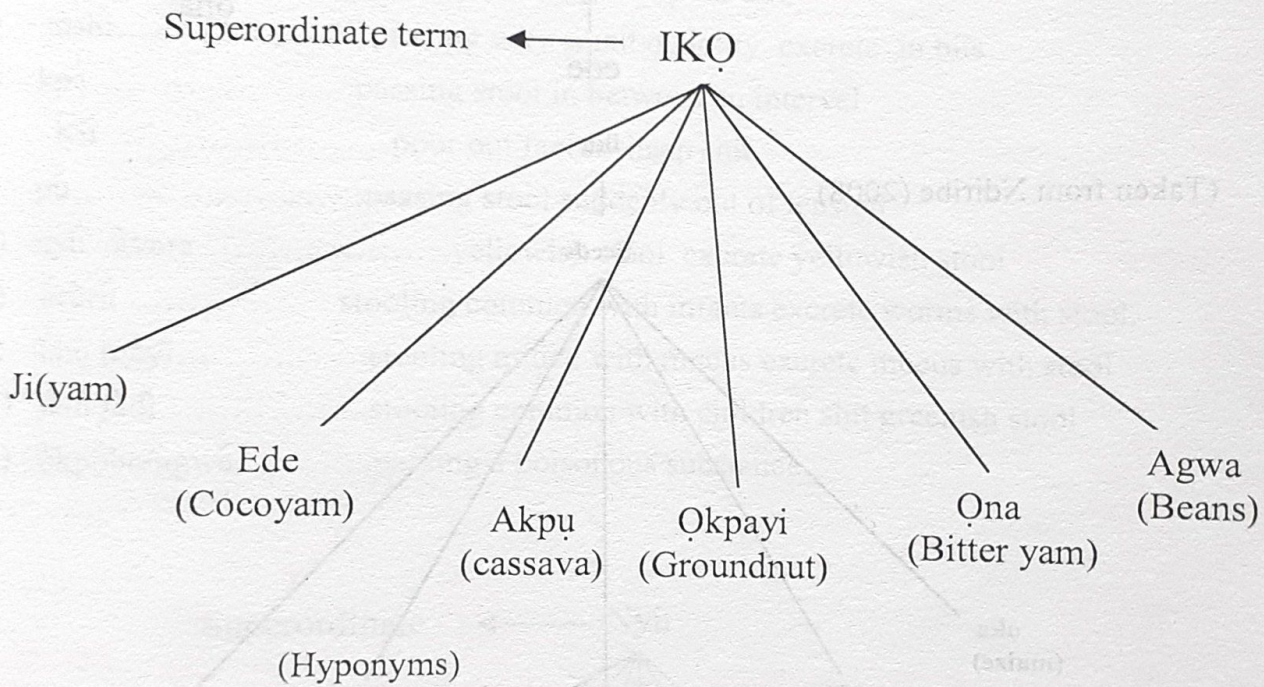 Superordinate term
IKỌ
Ji(yam)
Ede
(Cocoyam)
Akpụ
(cassava)
Ọkpayi
(Groundnut)
Ọna
(Bitter yam)
Agwa
(Beans)
(Hyponyms)